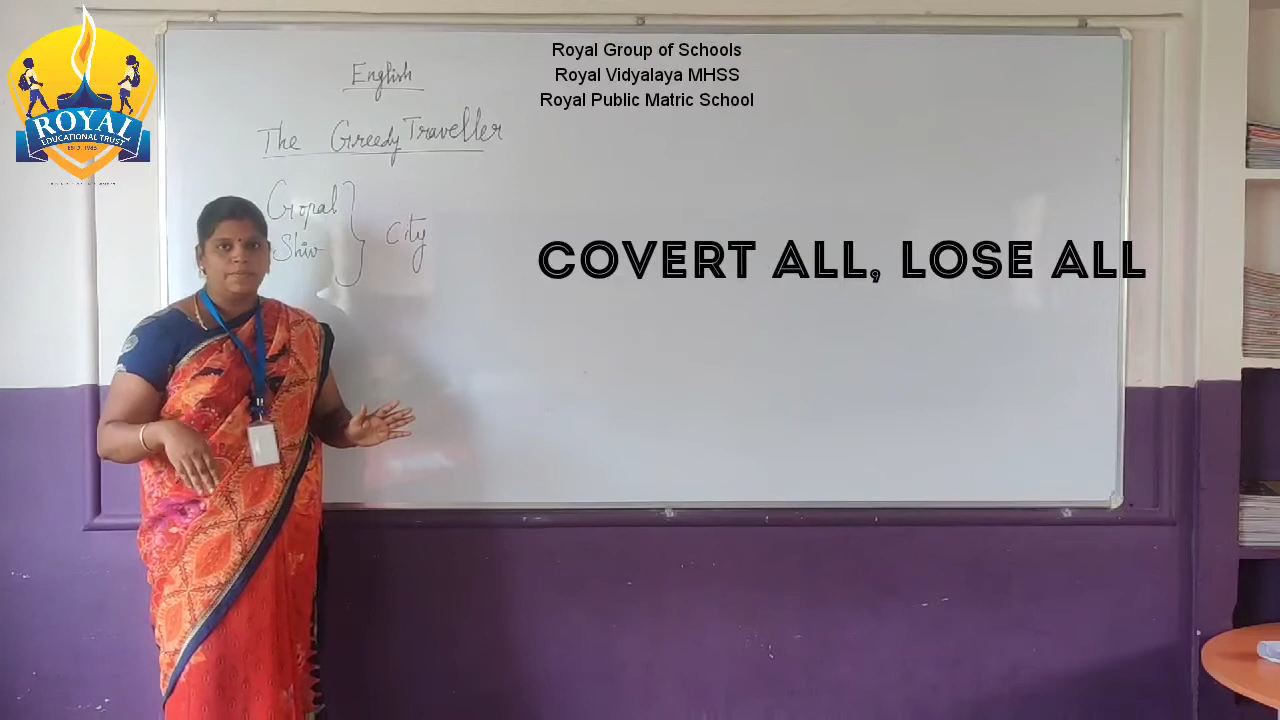 ROYAL
EDUCATIONAL TRUST
Royal Group of Schools
Royal Vidyalaya MHSS
Royal Public Matric School
English
The Greedy Traveller
Gopal
Shiv
City
COVERT ALL, LOSE ALL